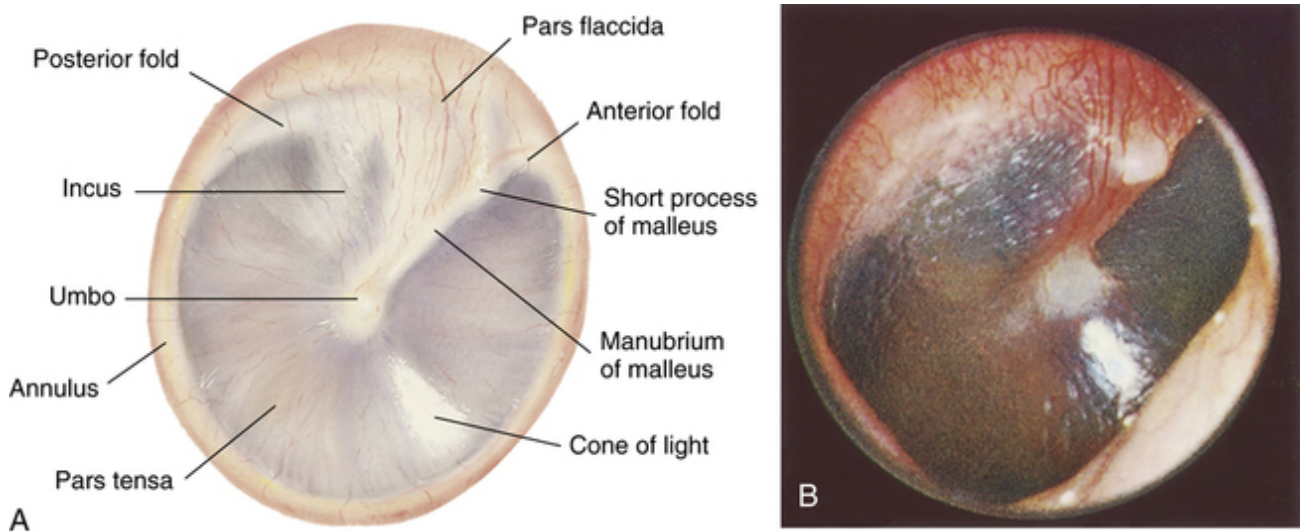 Pars flaccida
Posterior fold
Anterior fold
Incus
Short process
of malleus
Umbo
Manubrium
of malleus
Annulus
Cone of light
Pars tensa
A
B